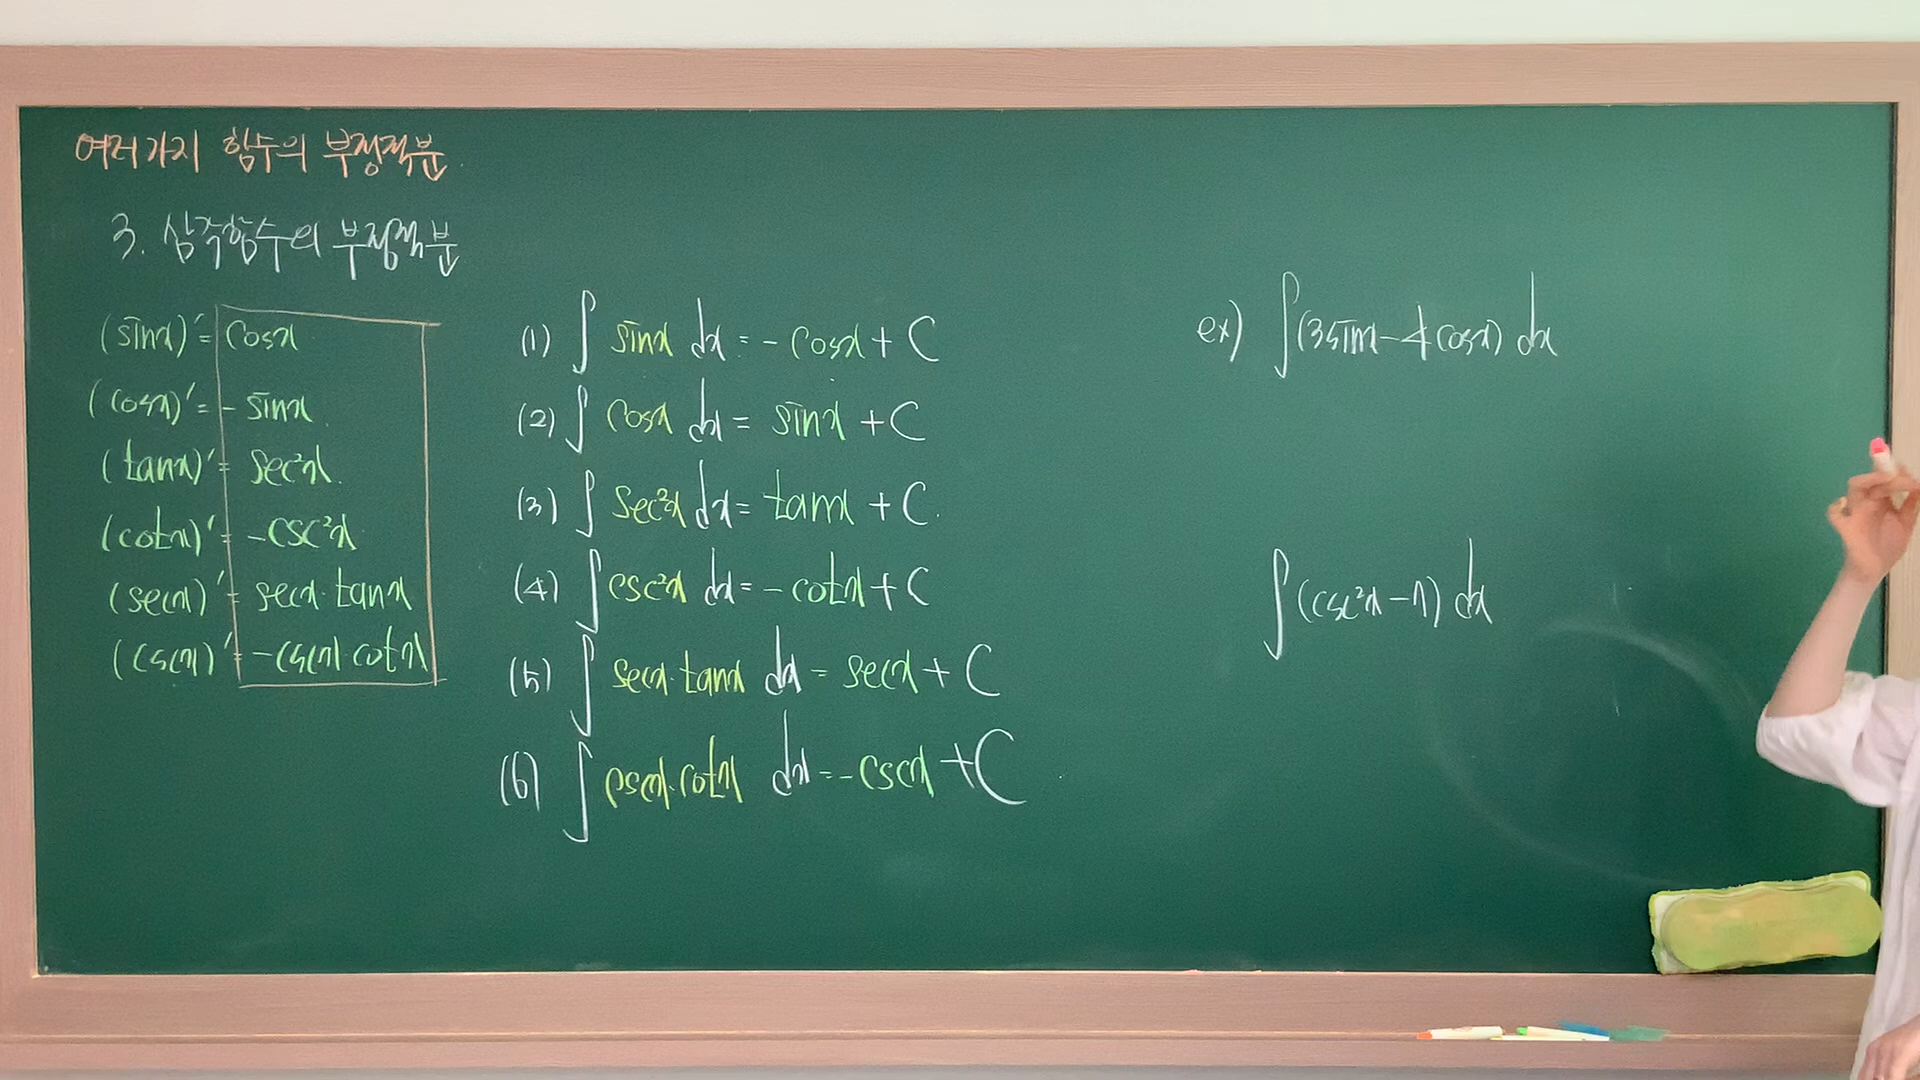 여러가지 함수의 부정적분
3. 삼각함수의 부정적분
(sinx)′= cosx
(cosx)′= - sinx
(tanx)′= sec²x
(cotx)′= -csc²x
(secx)′= secx·tanx
(cscx)′= -cscx cotx
(1) ∫ sinx dx = - cosx + C
(2) ∫ cosx dx = sinx + C
(3) ∫ sec²x dx = tanx + C
(4) ∫ csc²x dx = - cotx + C
(5) ∫ secx·tanx dx = secx + C
(6) ∫ cscx·cotx dx = -cscx + C
ex) ∫(3sinx-4cosx) dx
∫(csc²x-1) dx